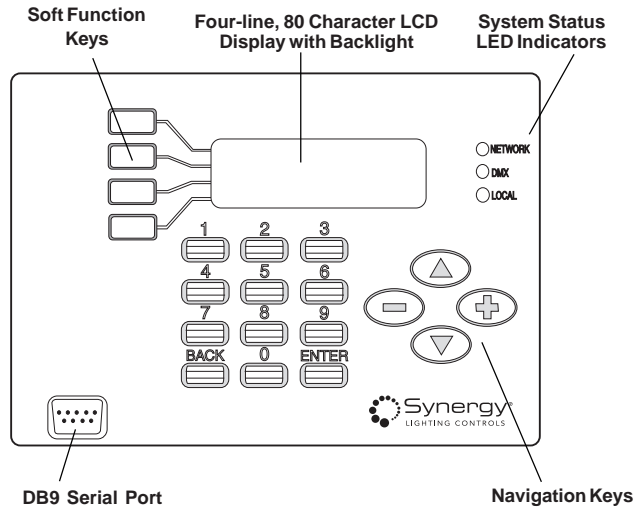 Soft Function
Keys
Four-line, 80 Character LCD
Display with Backlight
System Status
LED Indicators
NETWORK
DMX
LOCAL
1 2 3
4 5 6
7 8 9
BACK 0 ENTER
Synergy®
LIGHTING CONTROLS
DB9 Serial Port
Navigation Keys